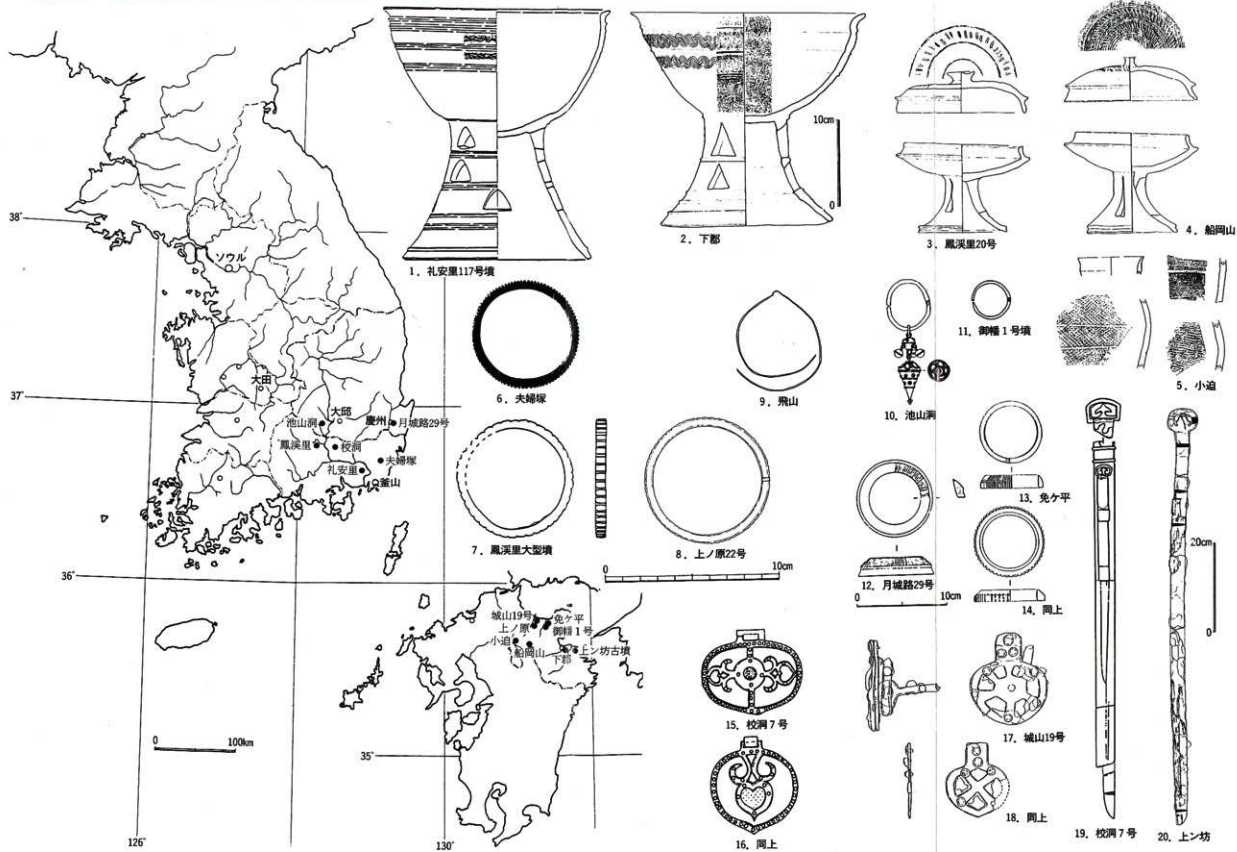 38°
37°
36°
35°
126°
130°
ソウル
大田
大邱
慶州
月城路29号
池山洞
鳳渓里
校洞
夫婦塚
礼安里
釜山
0 100km
城山19号
上ノ原
小迫
船岡山
免ケ平
御幡1号
下郡
上ン坊古墳
1．礼安里117号墳
2．下郡
10cm
0
3．鳳渓里20号
4．船岡山
5．小迫
6．夫婦塚
7．鳳渓里大型墳
8．上ノ原22号
0 10cm
9．飛山
10．池山洞
11．御幡1号墳
12．月城路29号
0 10cm
13．免ケ平
14．同上
15．校洞7号
16．同上
17．城山19号
18．同上
19．校洞7号
20．上ン坊
20cm
0